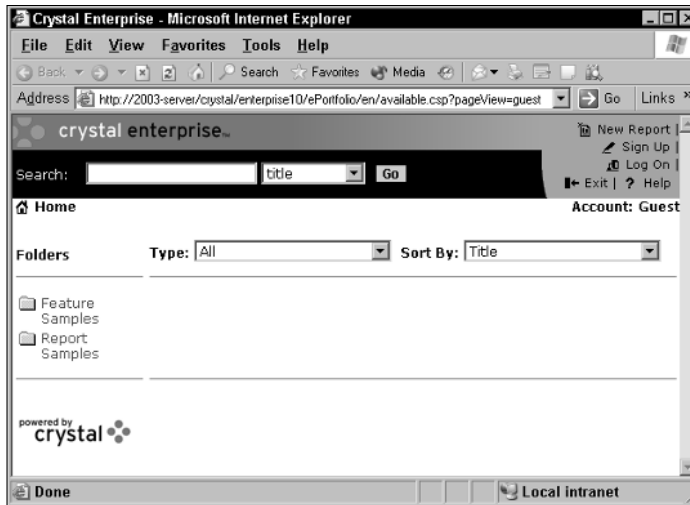 Crystal Enterprise - Microsoft Internet Explorer
File Edit View Favorites Tools Help
Back Search Favorites Media
Address http://2003-server/crystal/enterprise10/ePortfolio/en/available.csp?pageView=guest Go Links »
crystal enterprise™
New Report |
Sign Up |
Log On |
Exit | ? Help
Search: title Go
Home Account: Guest
Folders Type: All Sort By: Title
Feature
Samples
Report
Samples
powered by
crystal
Done Local intranet